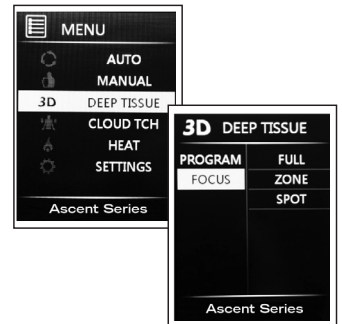 MENU
AUTO
MANUAL
3D DEEP TISSUE
CLOUD TCH
HEAT
SETTINGS
Ascent Series
3D DEEP TISSUE
PROGRAM FULL
FOCUS ZONE
SPOT
Ascent Series